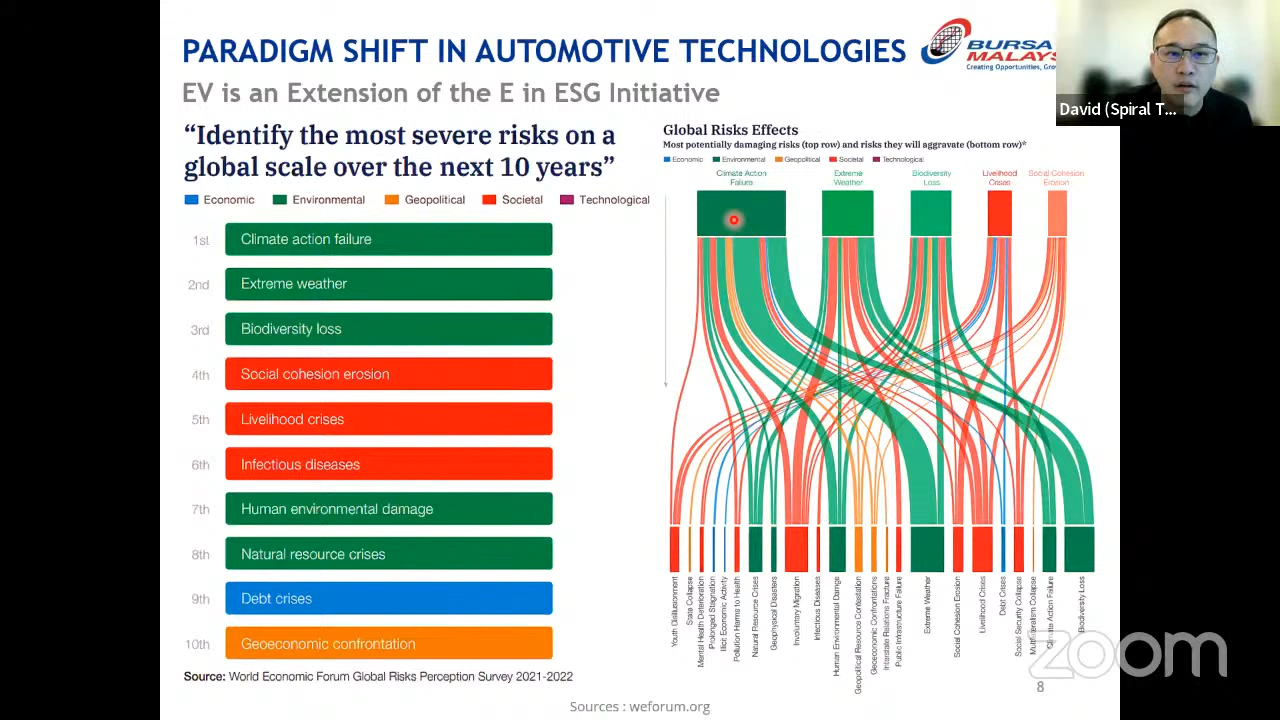 PARADIGM SHIFT IN AUTOMOTIVE TECHNOLOGIES
BURSA
MALAYS
Creating Opportunities, Gro
EV is an Extension of the E in ESG Initiative
David (Spiral T...
“Identify the most severe risks on a
global scale over the next 10 years”
Economic Environmental Geopolitical Societal Technological
1st Climate action failure
2nd Extreme weather
3rd Biodiversity loss
4th Social cohesion erosion
5th Livelihood crises
6th Infectious diseases
7th Human environmental damage
8th Natural resource crises
9th Debt crises
10th Geoeconomic confrontation
Source: World Economic Forum Global Risks Perception Survey 2021-2022
Global Risks Effects
Most potentially damaging risks (top row) and risks they will aggravate (bottom row)*
Economic Environmental Geopolitical Societal Technological
Climate Action
Failure
Extreme
Weather
Biodiversity
Loss
Livelihood
Crises
Social Cohesion
Erosion
Youth Disillusionment
State Collapse
Mental Health Deterioration
Prolonged Stagnation
Illicit Economic Activity
Pollution Harms to Health
Natural Resource Crises
Geophysical Disasters
Involuntary Migration
Infectious Diseases
Human Environmental Damge
Geopolitical Resource Contestation
Geoeconomic Confrontations
Interstate Relations Fracture
Public Infrastructure Failure
Extreme Weather
Social Cohesion Erosion
Livelihood Crises
Debt Crises
Social Security Collapse
Multilateralism Collapse
Climate Action Failure
Biodiversity Loss
zoom
8
Sources : weforum.org